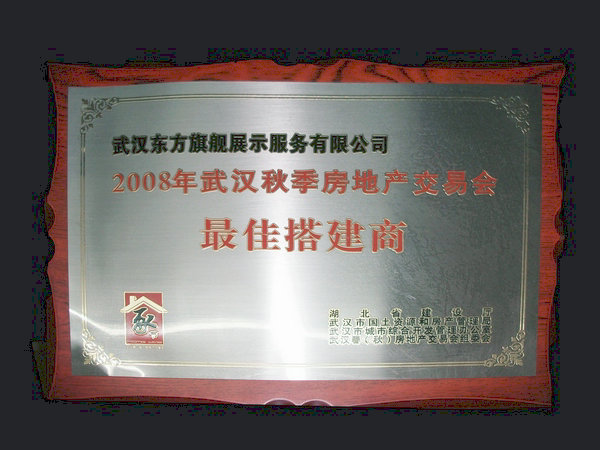 武汉东方旗舰展示服务有限公司
2008年武汉秋季房地产交易会
最佳搭建商
湖北省建设厅
武汉市国土资源和房产管理局
武汉市城市综合开发管理办公室
武汉春(秋)房地产交易会组委会